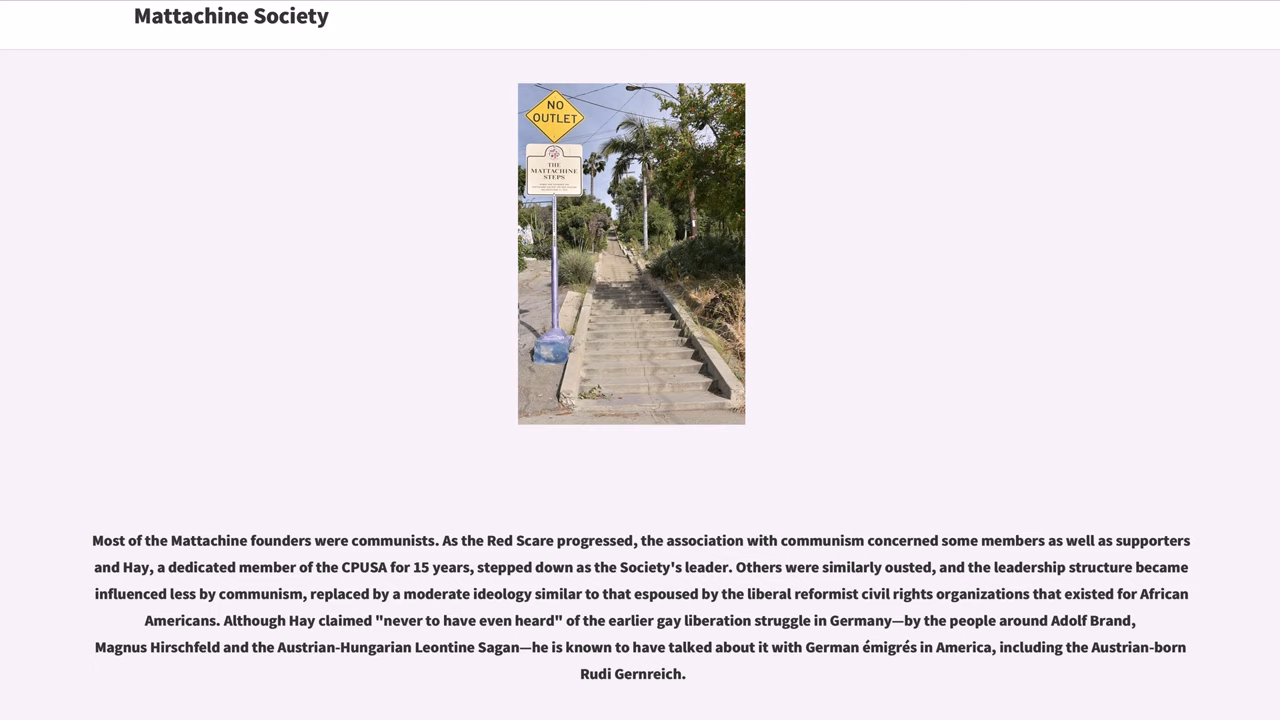 Mattachine Society
NO
OUTLET
THE
MATTACHINE
STEPS
Most of the Mattachine founders were communists. As the Red Scare progressed, the association with communism concerned some members as well as supporters
and Hay, a dedicated member of the CPUSA for 15 years, stepped down as the Society's leader. Others were similarly ousted, and the leadership structure became
influenced less by communism, replaced by a moderate ideology similar to that espoused by the liberal reformist civil rights organizations that existed for African
Americans. Although Hay claimed "never to have even heard" of the earlier gay liberation struggle in Germany—by the people around Adolf Brand,
Magnus Hirschfeld and the Austrian-Hungarian Leontine Sagan—he is known to have talked about it with German émigrés in America, including the Austrian-born
Rudi Gernreich.